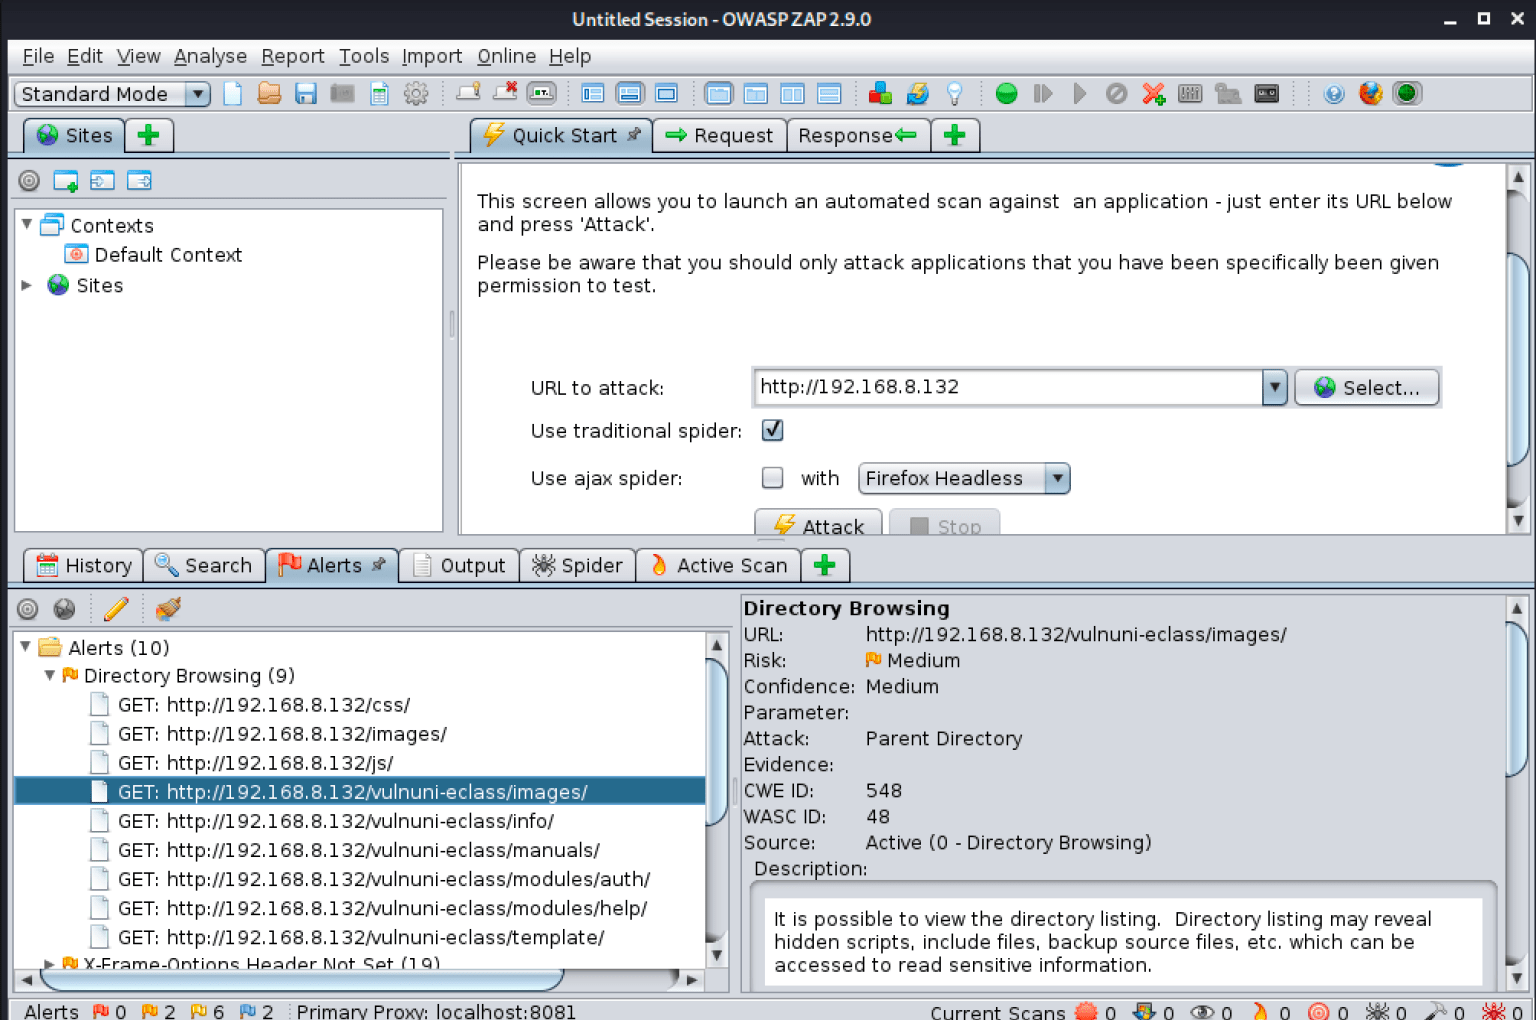 Untitled Session - OWASP ZAP 2.9.0
File Edit View Analyse Report Tools Import Online Help
Standard Mode
Sites
Quick Start
Request
Response
This screen allows you to launch an automated scan against  an application - just enter its URL below
and press 'Attack'.
Please be aware that you should only attack applications that you have been specifically been given
permission to test.
Contexts
Default Context
Sites
URL to attack: http://192.168.8.132 Select...
Use traditional spider:
Use ajax spider: with Firefox Headless
Attack Stop
History Search Alerts Output Spider Active Scan
Alerts (10)
Directory Browsing (9)
GET: http://192.168.8.132/css/
GET: http://192.168.8.132/images/
GET: http://192.168.8.132/js/
GET: http://192.168.8.132/vulnuni-eclass/images/
GET: http://192.168.8.132/vulnuni-eclass/info/
GET: http://192.168.8.132/vulnuni-eclass/manuals/
GET: http://192.168.8.132/vulnuni-eclass/modules/auth/
GET: http://192.168.8.132/vulnuni-eclass/modules/help/
GET: http://192.168.8.132/vulnuni-eclass/template/
X-Frame-Options Header Not Set (19)
Directory Browsing
URL: http://192.168.8.132/vulnuni-eclass/images/
Risk: Medium
Confidence: Medium
Parameter:
Attack: Parent Directory
Evidence:
CWE ID: 548
WASC ID: 48
Source: Active (0 - Directory Browsing)
Description:
It is possible to view the directory listing.  Directory listing may reveal
hidden scripts, include files, backup source files, etc. which can be
accessed to read sensitive information.
Alerts 0 2 6 2 Primary Proxy: localhost:8081 Current Scans 0 0 0 0 0 0 0 0